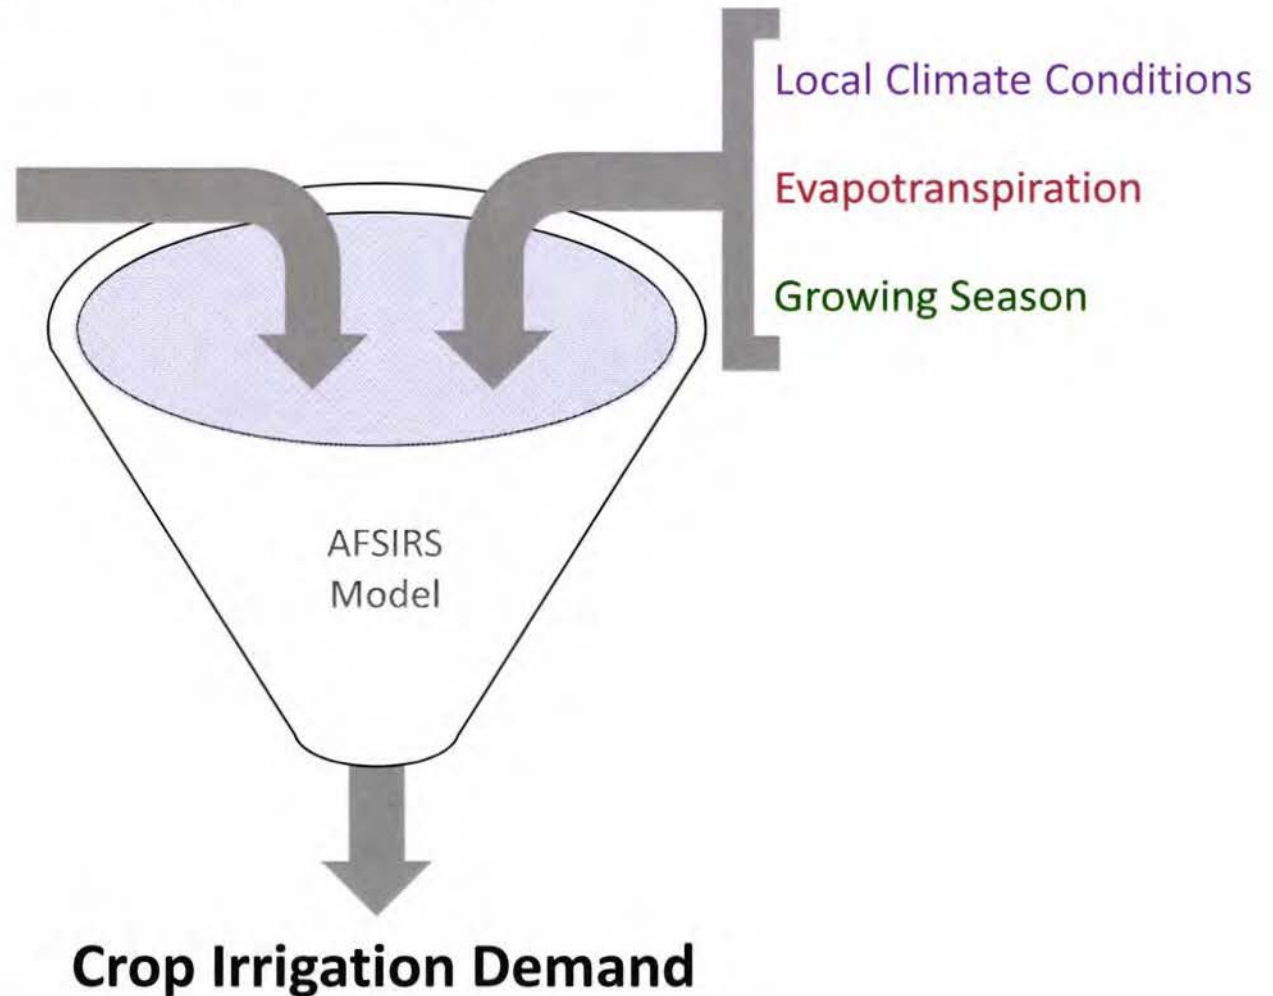 Local Climate Conditions
Evapotranspiration
Growing Season
AFSIRS
Model
Crop Irrigation Demand